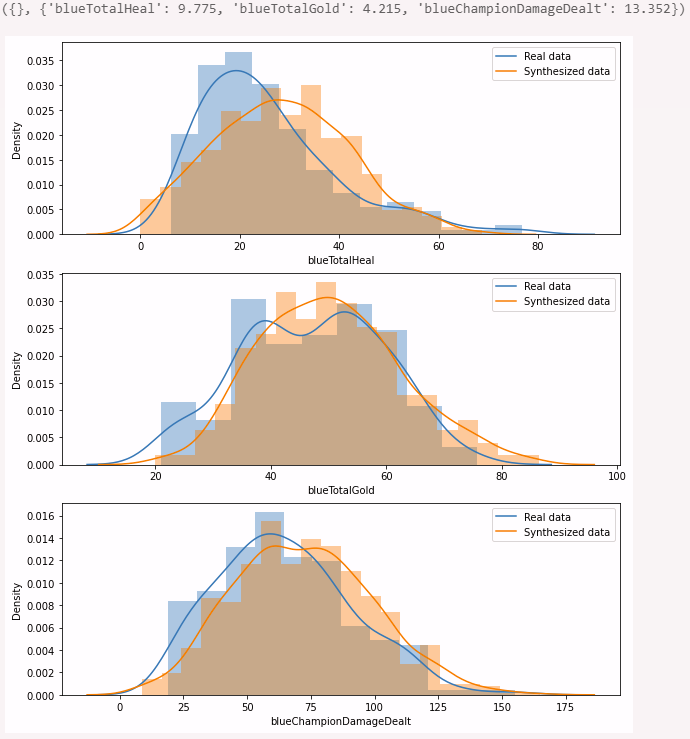 ({}, {'blueTotalHeal': 9.775, 'blueTotalGold': 4.215, 'blueChampionDamageDealt': 13.352})
Real data
Synthesized data
Density
0.035
0.030
0.025
0.020
0.015
0.010
0.005
0.000
0 20 40 60 80
blueTotalHeal
Real data
Synthesized data
Density
0.035
0.030
0.025
0.020
0.015
0.010
0.005
0.000
20 40 60 80 100
blueTotalGold
Real data
Synthesized data
Density
0.016
0.014
0.012
0.010
0.008
0.006
0.004
0.002
0.000
0 25 50 75 100 125 150 175
blueChampionDamageDealt